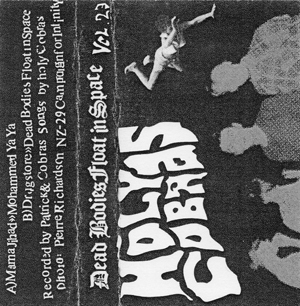 A) Mama Jihad » Mohammed Ya Ya
B) Drugstore » Dead Bodies Float in Space
Recorded by Patrick & Cobras Songs by holy Cobras
photo: Pierre Richardson NZ-29 Campaign for Infinity
Dead Bodies Float in Space Vol. 23
HOLY
COBRAS